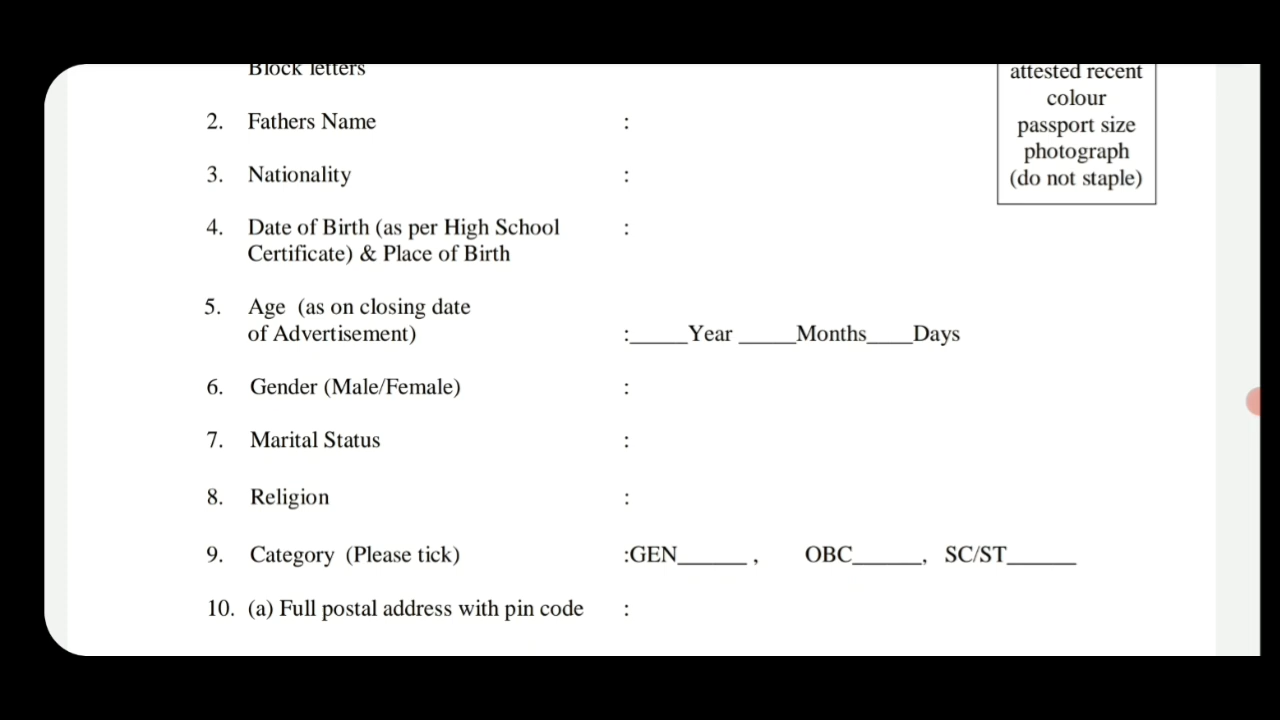 Block letters
attested recent
colour
passport size
photograph
(do not staple)
2. Fathers Name :
3. Nationality :
4. Date of Birth (as per High School :
Certificate) & Place of Birth
5. Age (as on closing date
of Advertisement) :_____Year _____Months____Days
6. Gender (Male/Female) :
7. Marital Status :
8. Religion :
9. Category (Please tick) :GEN______ , OBC______, SC/ST______
10. (a) Full postal address with pin code :